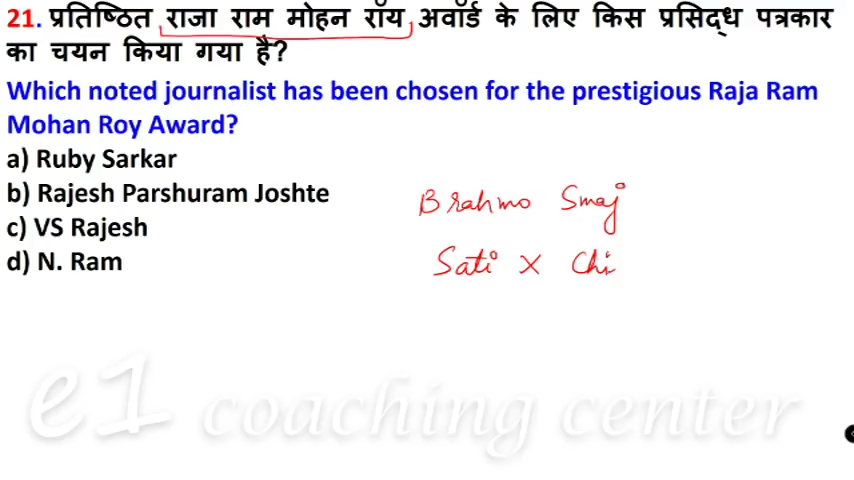 21. प्रतिष्ठित राजा राम मोहन रॉय अवॉर्ड के लिए किस प्रसिद्ध पत्रकार
का चयन किया गया है?
Which noted journalist has been chosen for the prestigious Raja Ram
Mohan Roy Award?
a) Ruby Sarkar
b) Rajesh Parshuram Joshte
c) VS Rajesh
d) N. Ram
Brahmo Smaj
Sati X Chi
e1 coaching center